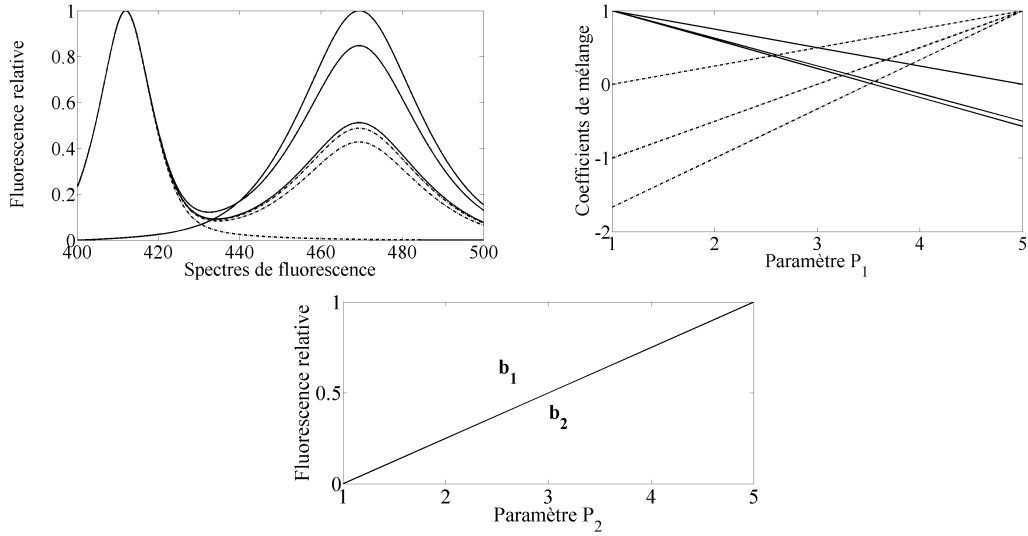 Fluorescence relative
1
0.8
0.6
0.4
0.2
0
400 420 440 460 480 500
Spectres de fluorescence
Coefficients de mélange
1
0
-1
-2
1 2 3 4 5
Paramètre P1
Fluorescence relative
1
0.5
0
b1
b2
1 2 3 4 5
Paramètre P2